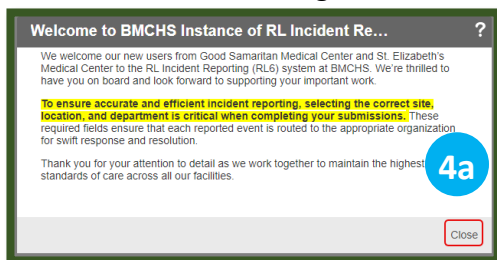 Welcome to BMCHS Instance of RL Incident Re... ?
We welcome our new users from Good Samaritan Medical Center and St. Elizabeth's
Medical Center to the RL Incident Reporting (RL6) system at BMCHS. We're thrilled to
have you on board and look forward to supporting your important work.
To ensure accurate and efficient incident reporting, selecting the correct site,
location, and department is critical when completing your submissions. These
required fields ensure that each reported event is routed to the appropriate organization
for swift response and resolution.
Thank you for your attention to detail as we work together to maintain the highest
standards of care across all our facilities.
4a
Close